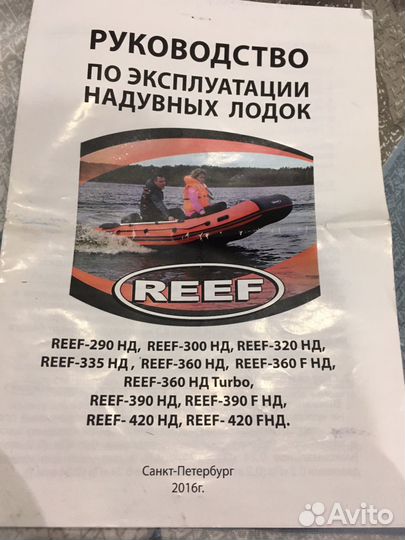 РУКОВОДСТВО
ПО ЭКСПЛУАТАЦИИ
НАДУВНЫХ ЛОДОК
REEF
REEF-290 НД, REEF-300 НД, REEF-320 НД,
REEF-335 НД , REEF-360 НД, REEF-360 F НД,
REEF-360 НД Turbo,
REEF-390 НД, REEF-390 F НД,
REEF- 420 НД, REEF- 420 FНД.
Санкт-Петербург
2016г.
Avito